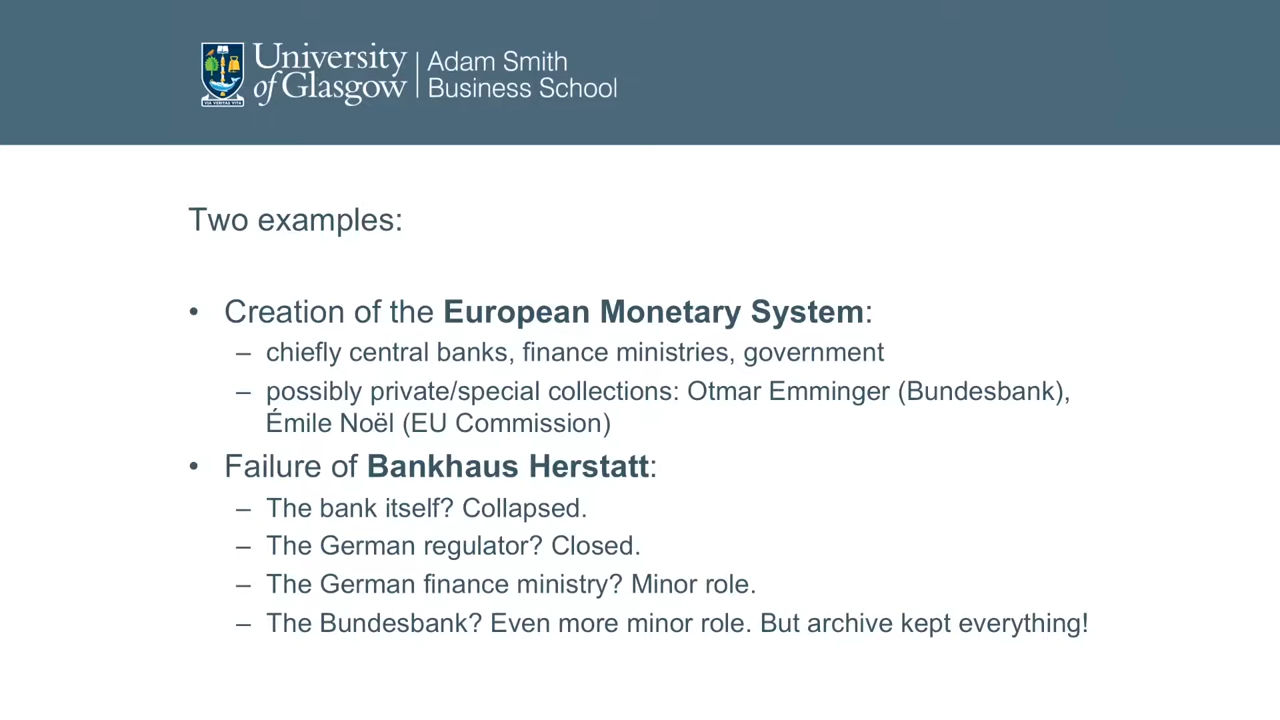 University
of Glasgow
Adam Smith
Business School
VIA VERITAS VITA
Two examples:
• Creation of the European Monetary System:
– chiefly central banks, finance ministries, government
– possibly private/special collections: Otmar Emminger (Bundesbank),
Émile Noël (EU Commission)
• Failure of Bankhaus Herstatt:
– The bank itself? Collapsed.
– The German regulator? Closed.
– The German finance ministry? Minor role.
– The Bundesbank? Even more minor role. But archive kept everything!